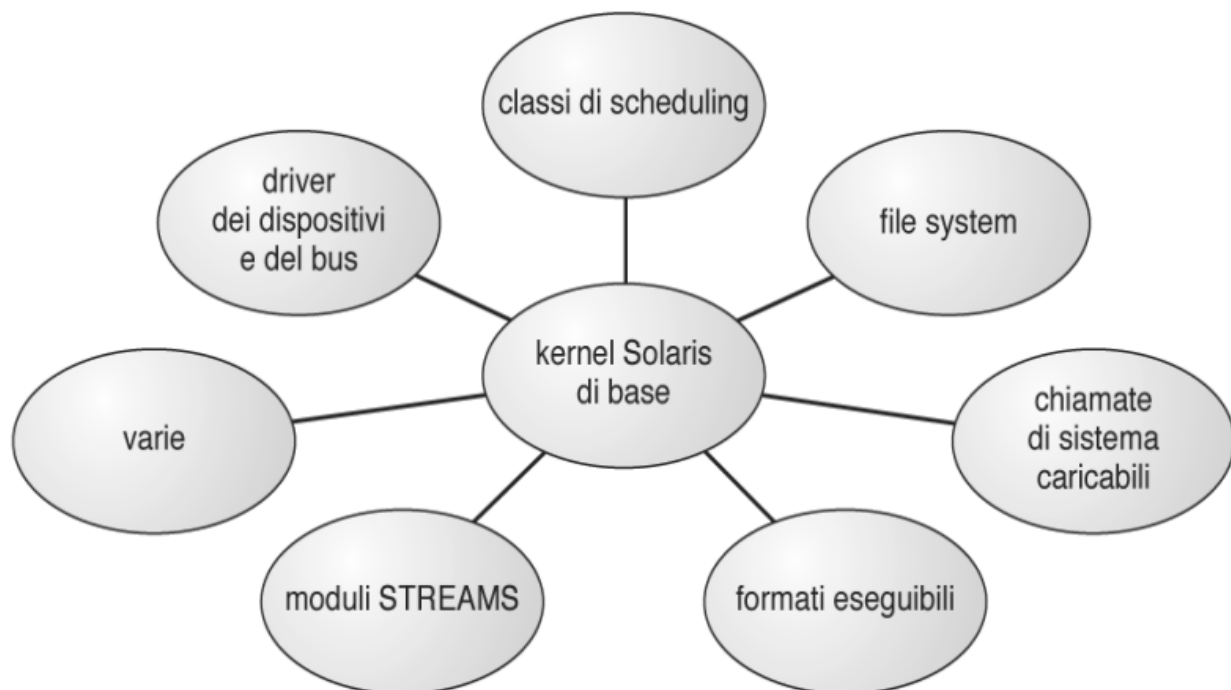 classi di scheduling
driver
dei dispositivi
e del bus
file system
kernel Solaris
di base
varie
chiamate
di sistema
caricabili
moduli STREAMS
formati eseguibili